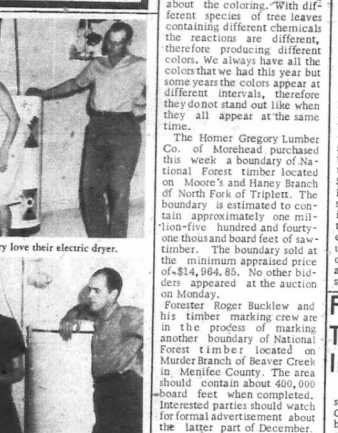 about the coloring. With dif-
ferent species of tree leaves
containing different chemicals
the reactions are different,
therefore producing different
colors. We always have all the
colors that we had this year but
some years the colors appear at
different intervals, therefore
they do not stand out like when
they all appear at the same
time.
The Homer Gregory Lumber
Co. of Morehead purchased
this week a boundary of Na-
tional Forest timber located
on Moore's and Haney Branch
of North Fork of Triplett. The
boundary is estimated to con-
tain approximately one mil-
lion-five hundred and fourty-
one thousand board feet of saw-
timber. The boundary sold at
the minimum appraised price
of $14,964.85. No other bid-
ders appeared at the auction
on Monday.
Forester Roger Bucklew and
his timber marking crew are
in the process of marking
another boundary of National
Forest timber located on
Murder Branch of Beaver Creek
in Menifee County. The area
should contain about 400,000
board feet when completed.
Interested parties should watch
for formal advertisement about
the latter part of December.
ry love their electric dryer.